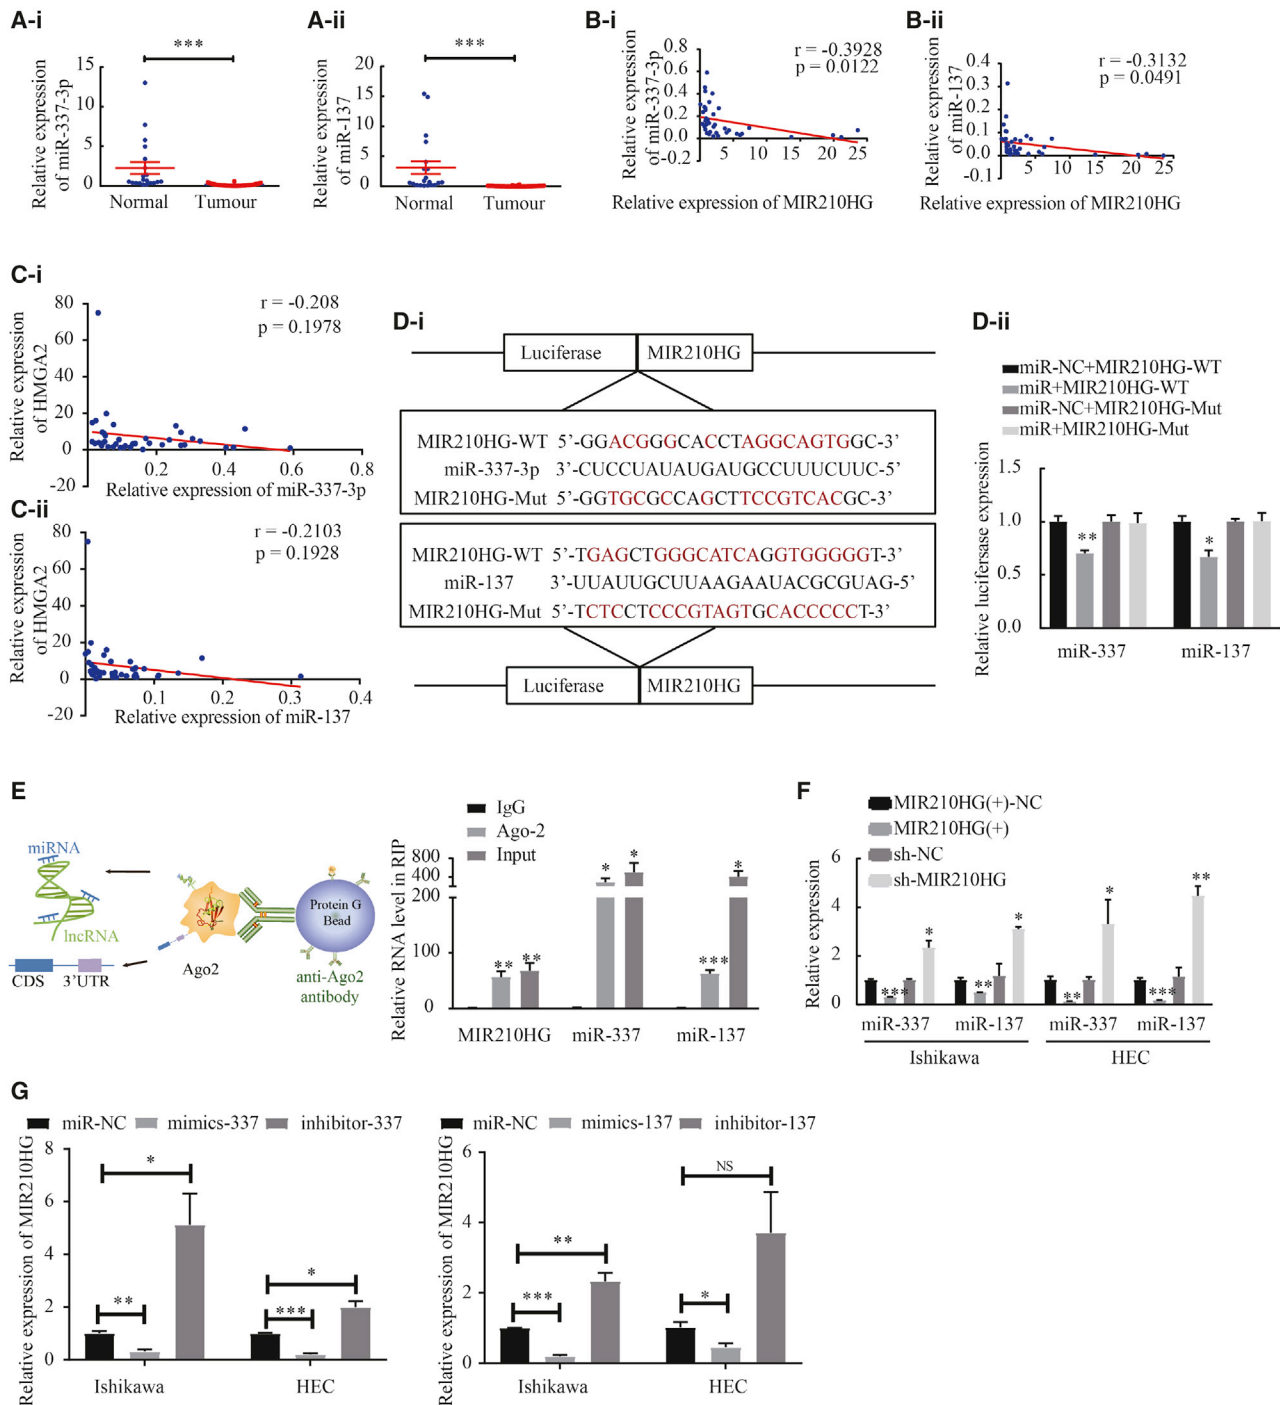 A-i
***
Relative expression
of miR-337-3p
15
10
5
0
Normal Tumour
A-ii
***
Relative expression
of miR-137
20
15
10
5
0
Normal Tumour
B-i
r = -0.3928
p = 0.0122
Relative expression
of miR-337-3p
0.8
0.6
0.4
0.2
0.0
-0.2
5 10 15 20 25
Relative expression of MIR210HG
B-ii
r = -0.3132
p = 0.0491
Relative expression
of miR-137
0.4
0.3
0.2
0.1
0.0
-0.1
5 10 15 20 25
Relative expression of MIR210HG
C-i
r = -0.208
p = 0.1978
Relative expression
of HMGA2
80
60
40
20
0
-20
0.2 0.4 0.6 0.8
Relative expression of miR-337-3p
C-ii
r = -0.2103
p = 0.1928
Relative expression
of HMGA2
80
60
40
20
0
-20
0.1 0.2 0.3 0.4
Relative expression of miR-137
D-i
Luciferase MIR210HG
MIR210HG-WT 5’-GGACGGGCACCTAGGCAGTGGC-3’
miR-337-3p 3’-CUCCUAUAUGAUGCCUUUCUUC-5’
MIR210HG-Mut 5’-GGTGCGCCAGCTTCCGTCACGC-3’
MIR210HG-WT 5’-TGAGCTGGGCATCAGGTGGGGGT-3’
miR-137 3’-UUAUUGCUUAAGAAUACGCGUAG-5’
MIR210HG-Mut 5’-TCTCCTCCCGTAGTGCACCCCCT-3’
Luciferase MIR210HG
D-ii
miR-NC+MIR210HG-WT
miR+MIR210HG-WT
miR-NC+MIR210HG-Mut
miR+MIR210HG-Mut
Relative luciferase expression
1.5
1.0
0.5
0.0
** *
miR-337 miR-137
E
miRNA
lncRNA
CDS 3’UTR
Ago2
Protein G
Bead
anti-Ago2
antibody
IgG
Ago-2
Input
Relative RNA level in RIP
800
400
200
100
0
** ** * * *** *
MIR210HG miR-337 miR-137
F
MIR210HG(+)-NC
MIR210HG(+)
sh-NC
sh-MIR210HG
Relative expression
6
4
2
0
*** * ** * ** * *** **
miR-337 miR-137 miR-337 miR-137
Ishikawa HEC
G
miR-NC mimics-337 inhibitor-337
Relative expression of MIR210HG
8
6
4
2
0
*
**
*
***
Ishikawa HEC
miR-NC mimics-137 inhibitor-137
Relative expression of MIR210HG
6
4
2
0
NS
**
***
*
Ishikawa HEC